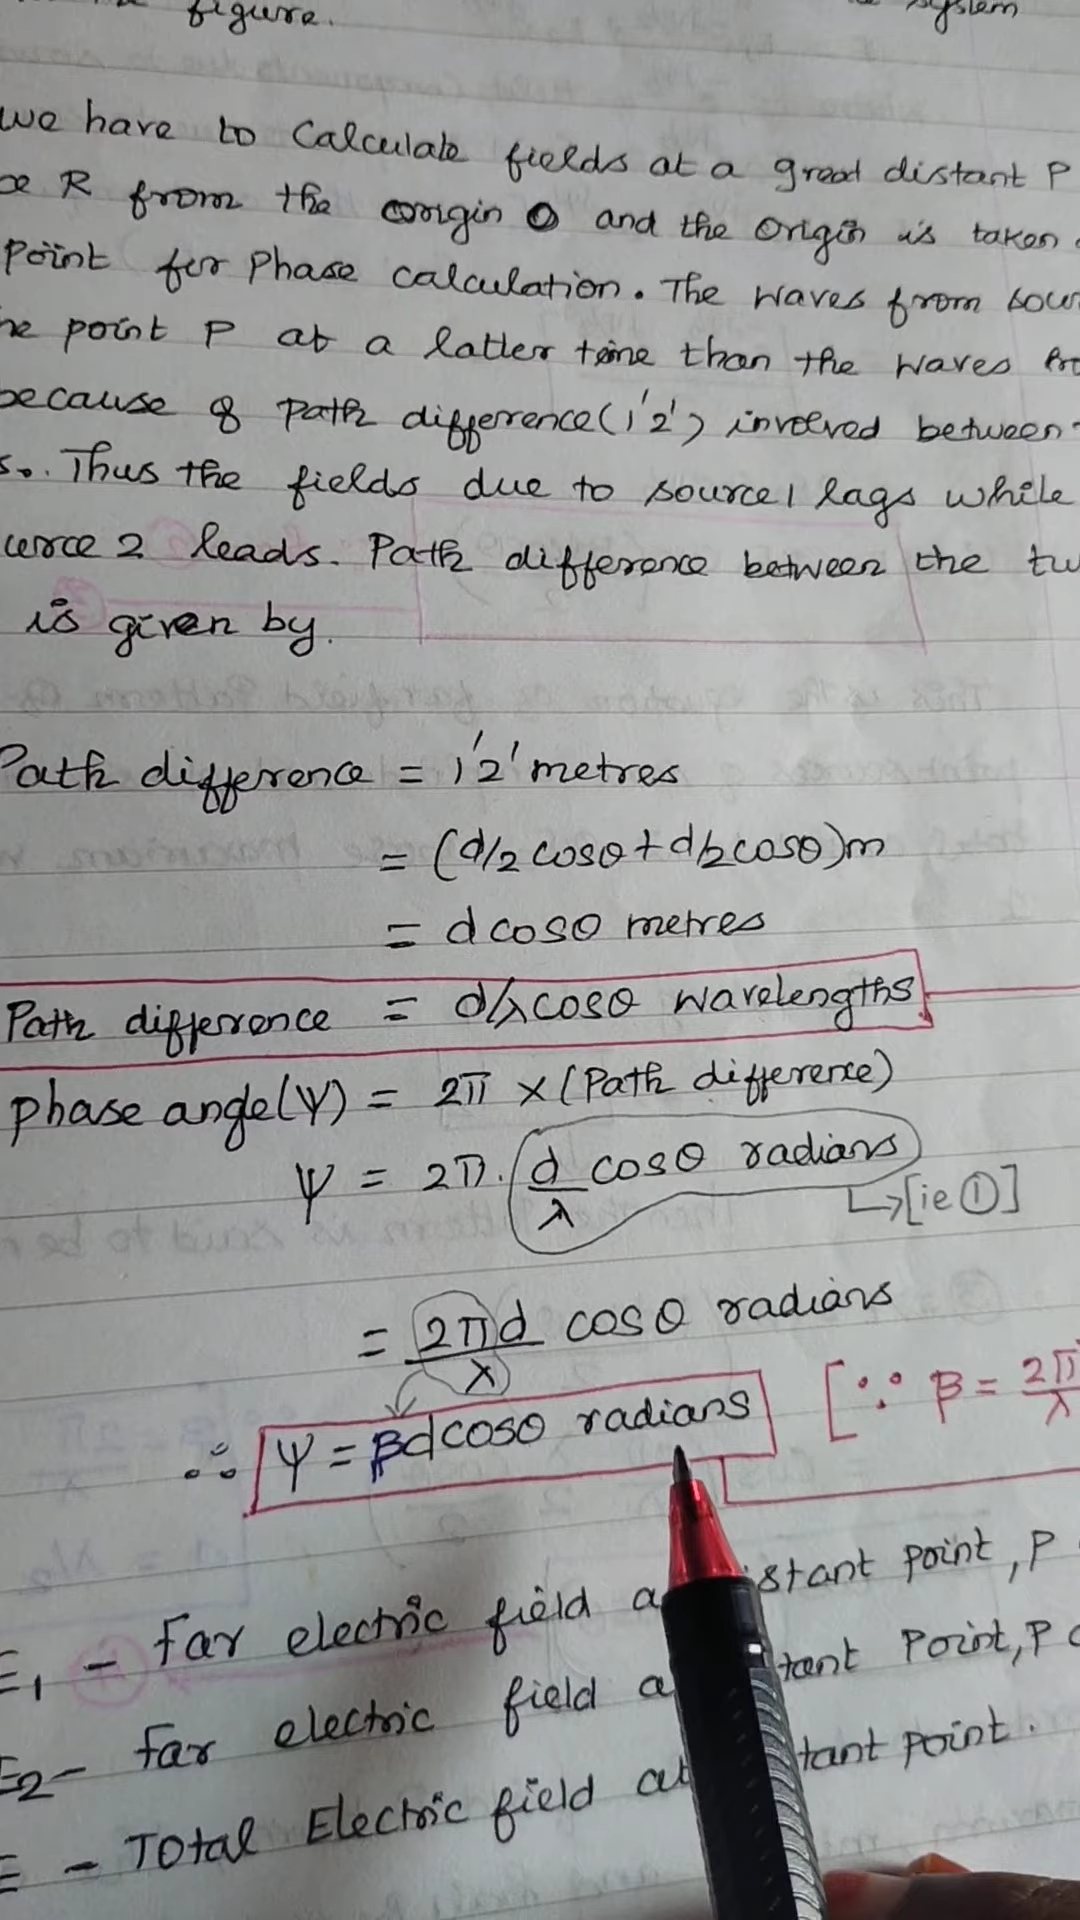 figure. system
we have to calculate fields at a great distant P
R from the origin O and the origin is taken
Point for Phase calculation. The waves from sour
point P at a latter time than the waves
because of Path difference(1'2') involved between
s. Thus the fields due to source 1 lags while
urce 2 leads. Path difference between the tw
is given by.
Path difference = 1'2' metres
= (d/2 cosθ + d/2 cosθ)m
= d cosθ metres
Path difference = d/λ cosθ wavelengths
phase angle(ψ) = 2π × (Path difference)
ψ = 2π. d/λ cosθ radians
↳[ie ①]
= 2πd/λ cosθ radians
∴ ψ = βd cosθ radians [∵ β = 2π/λ
E1 - Far electric field a stant point, P
E2 - Far electric field a tant Point, P
E - Total Electric field at tant point.